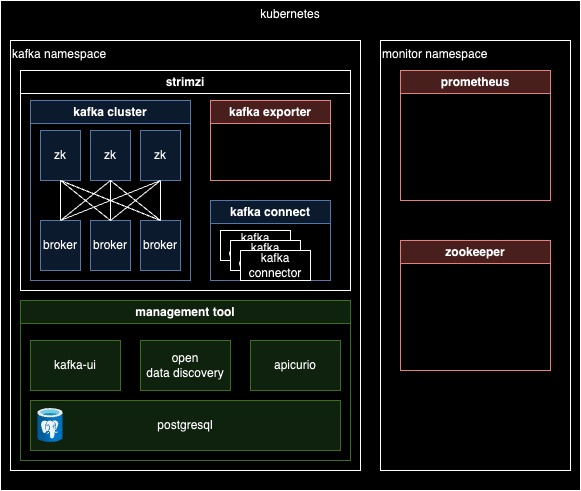 kubernetes
kafka namespace
strimzi
kafka cluster
zk
zk
zk
broker
broker
broker
kafka exporter
kafka connect
kafka
kafka
kafka
connector
management tool
kafka-ui
open
data discovery
apicurio
postgresql
monitor namespace
prometheus
zookeeper